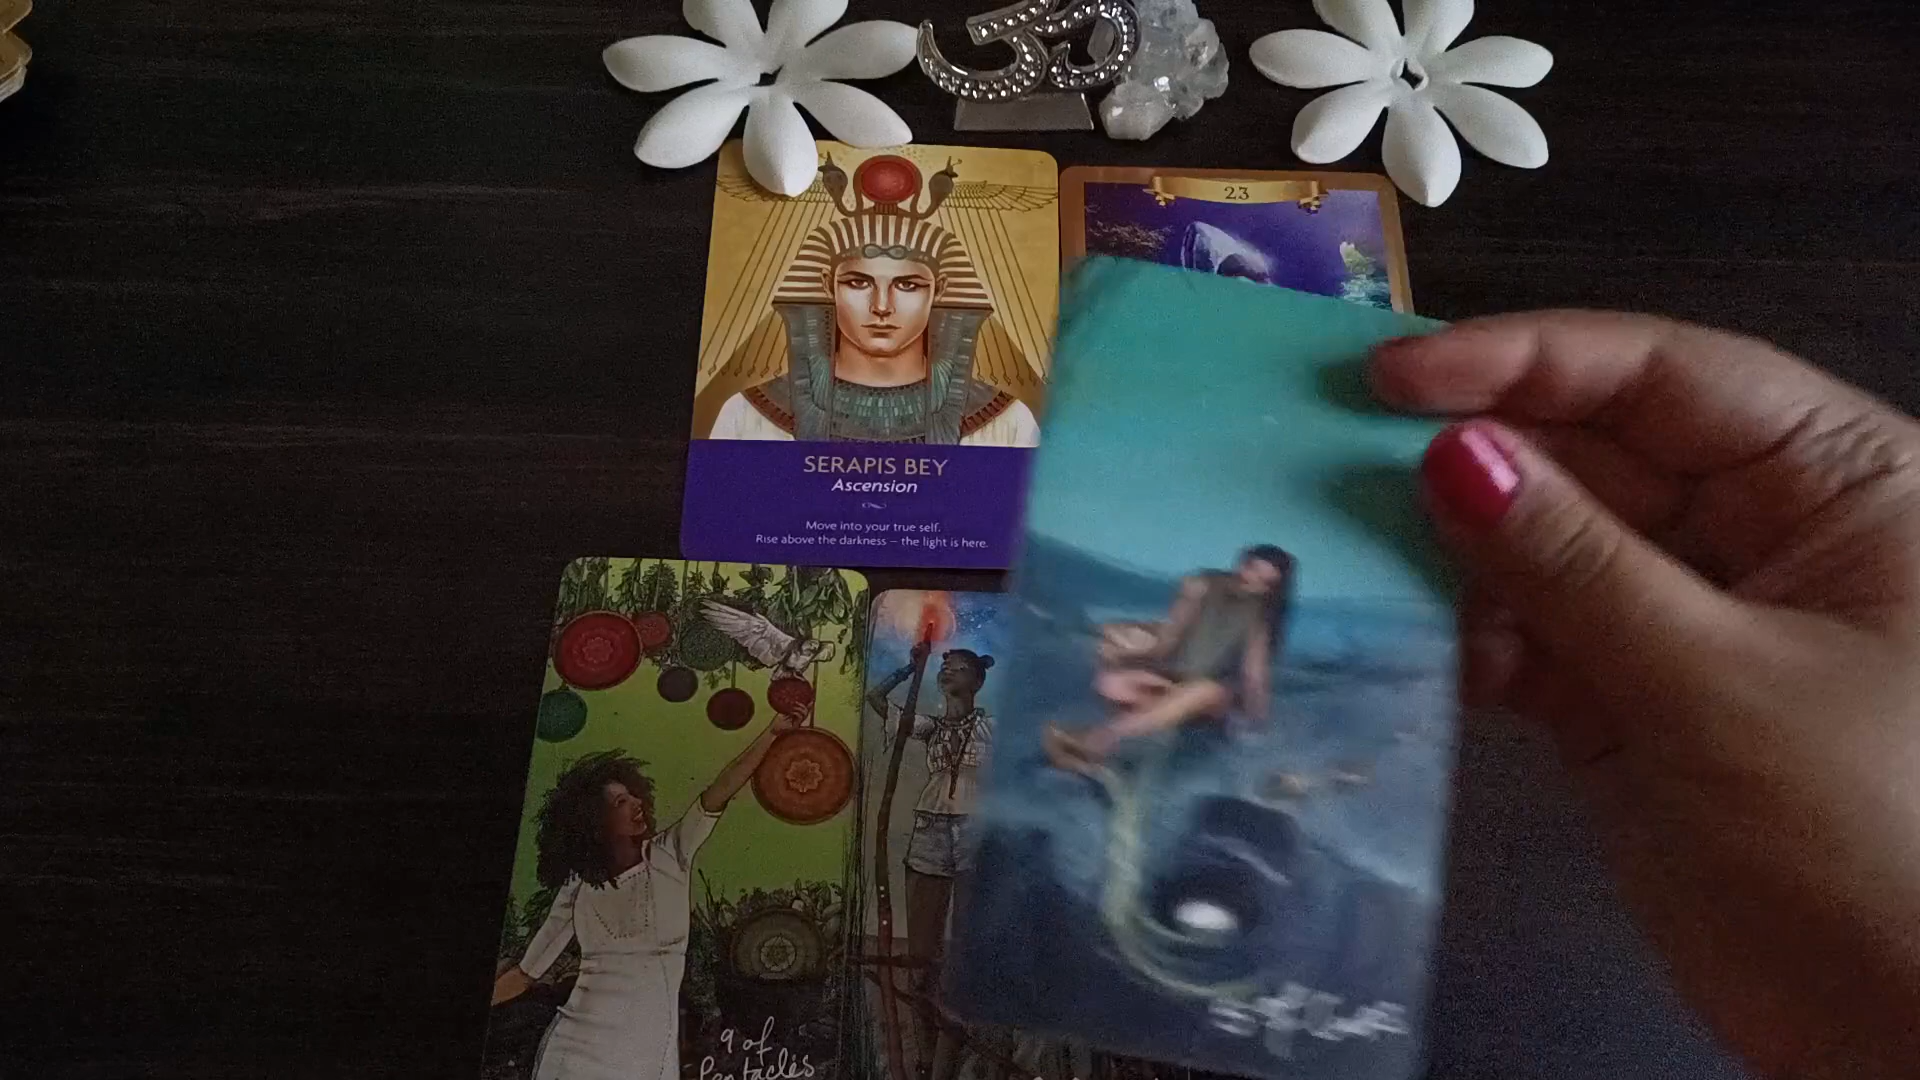 23
SERAPIS BEY
Ascension
Move into your true self.
Rise above the darkness – the light is here.
9 of
Pentacles